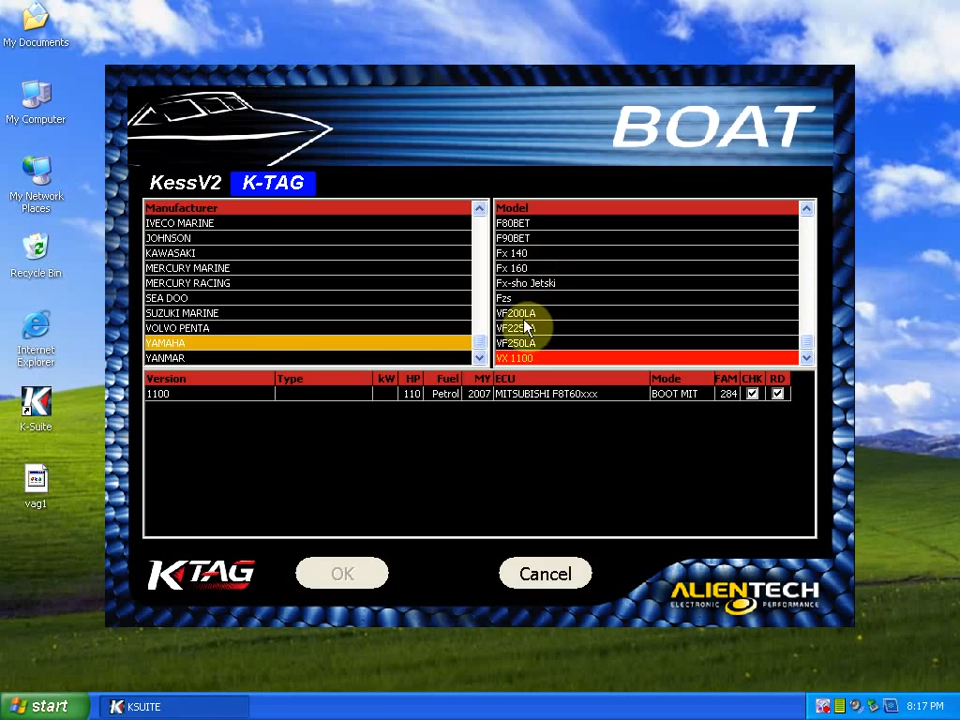 My Documents
My Computer
My Network
Places
Recycle Bin
Internet
Explorer
K-Suite
vag1
BOAT
KessV2 K-TAG
Manufacturer
IVECO MARINE
JOHNSON
KAWASAKI
MERCURY MARINE
MERCURY RACING
SEA DOO
SUZUKI MARINE
VOLVO PENTA
YAMAHA
YANMAR
Model
F80BET
F90BET
Fx 140
Fx 160
Fx-sho Jetski
Fzs
VF200LA
VF225LA
VF250LA
VX 1100
Version Type kW HP Fuel MY ECU Mode FAM CHK RD
1100 110 Petrol 2007 MITSUBISHI F8T60xxx BOOT MIT 284
KTAG
OK
Cancel
ALIENTECH
ELECTRONIC PERFORMANCE
start
KSUITE
8:17 PM